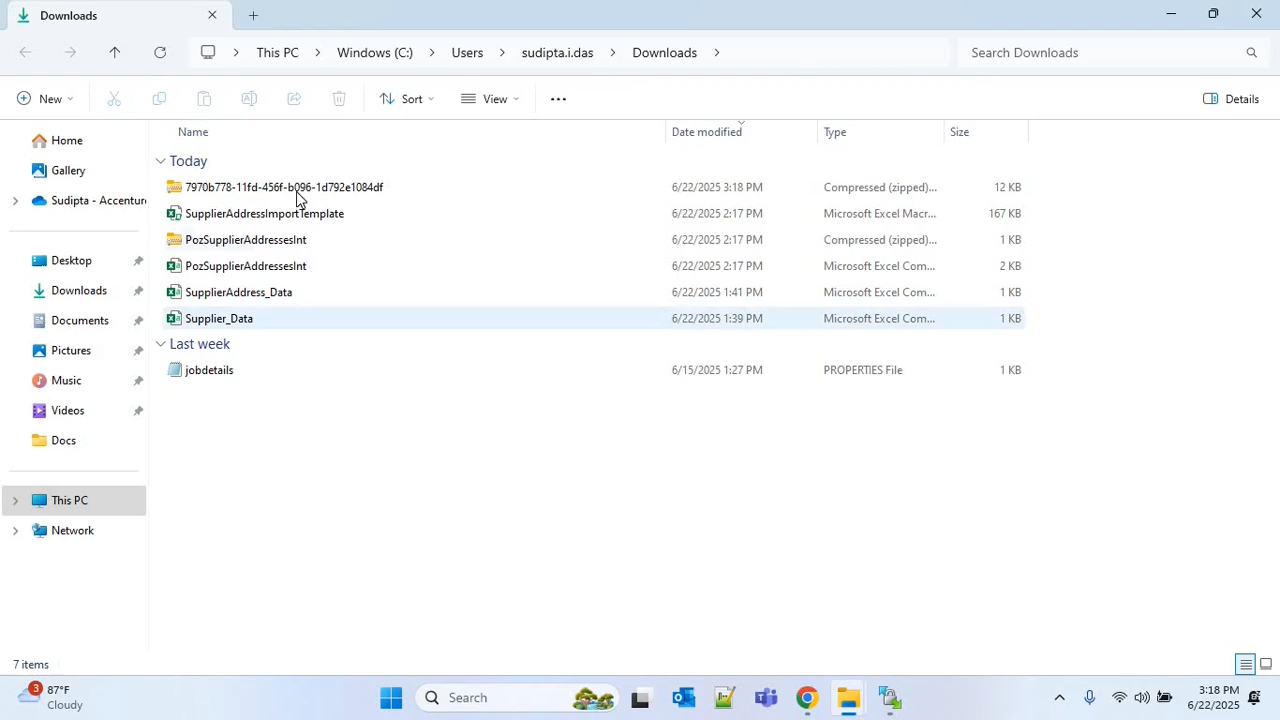 Downloads
This PC Windows (C:) Users sudipta.i.das Downloads Search Downloads
New Sort View Details
Name Date modified Type Size
Home
Gallery
Sudipta - Accenture
Desktop
Downloads
Documents
Pictures
Music
Videos
Docs
This PC
Network
Today
7970b778-11fd-456f-b096-1d792e1084df 6/22/2025 3:18 PM Compressed (zipped)... 12 KB
SupplierAddressImportTemplate 6/22/2025 2:17 PM Microsoft Excel Macr... 167 KB
PozSupplierAddressesInt 6/22/2025 2:17 PM Compressed (zipped)... 1 KB
PozSupplierAddressesInt 6/22/2025 2:17 PM Microsoft Excel Com... 2 KB
SupplierAddress_Data 6/22/2025 1:41 PM Microsoft Excel Com... 1 KB
Supplier_Data 6/22/2025 1:39 PM Microsoft Excel Com... 1 KB
Last week
jobdetails 6/15/2025 1:27 PM PROPERTIES File 1 KB
7 items
3
87°F
Cloudy
Search
3:18 PM
6/22/2025